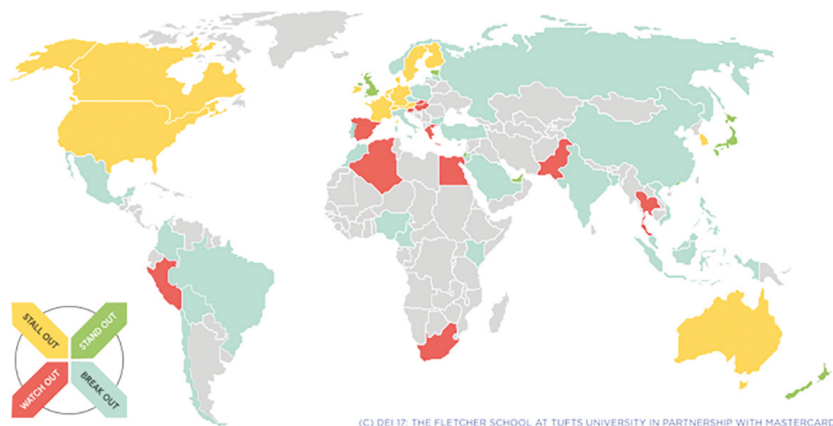 STALL OUT
STAND OUT
WATCH OUT
BREAK OUT
(C) DEI 17: THE FLETCHER SCHOOL AT TUFTS UNIVERSITY IN PARTNERSHIP WITH MASTERCARD